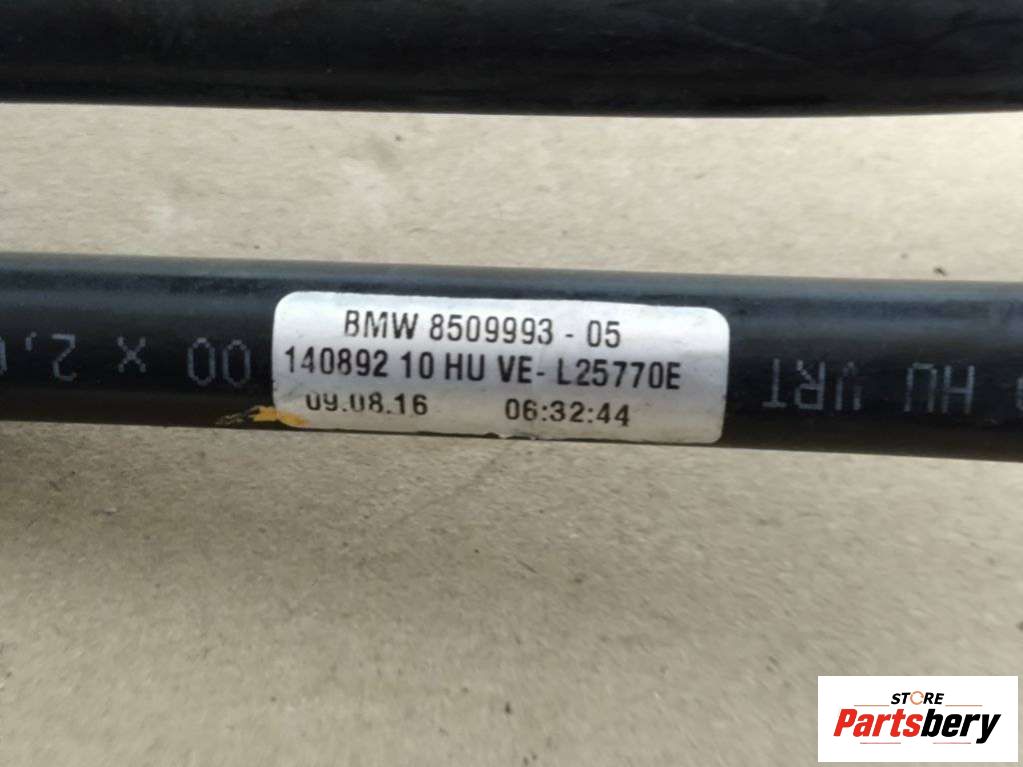 BMW 8509993 - 05
140892 10 HU VE- L25770E
09.08.16 06:32:44
00 x 2,
HU VRT
STORE
Partsbery